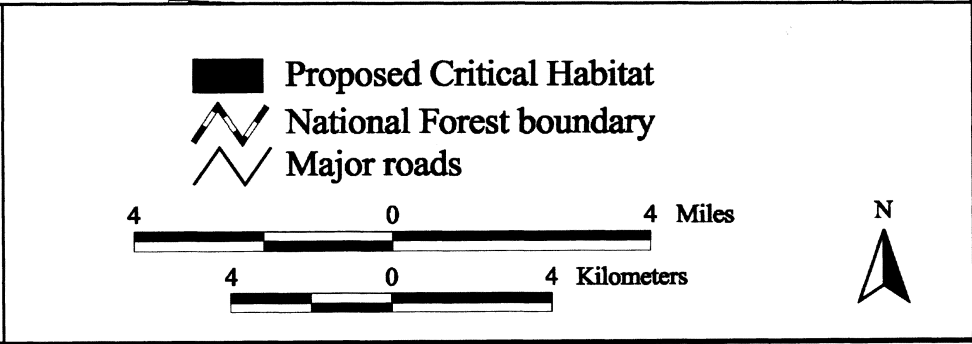 Proposed Critical Habitat
National Forest boundary
Major roads
4 0 4 Miles
N
4 0 4 Kilometers